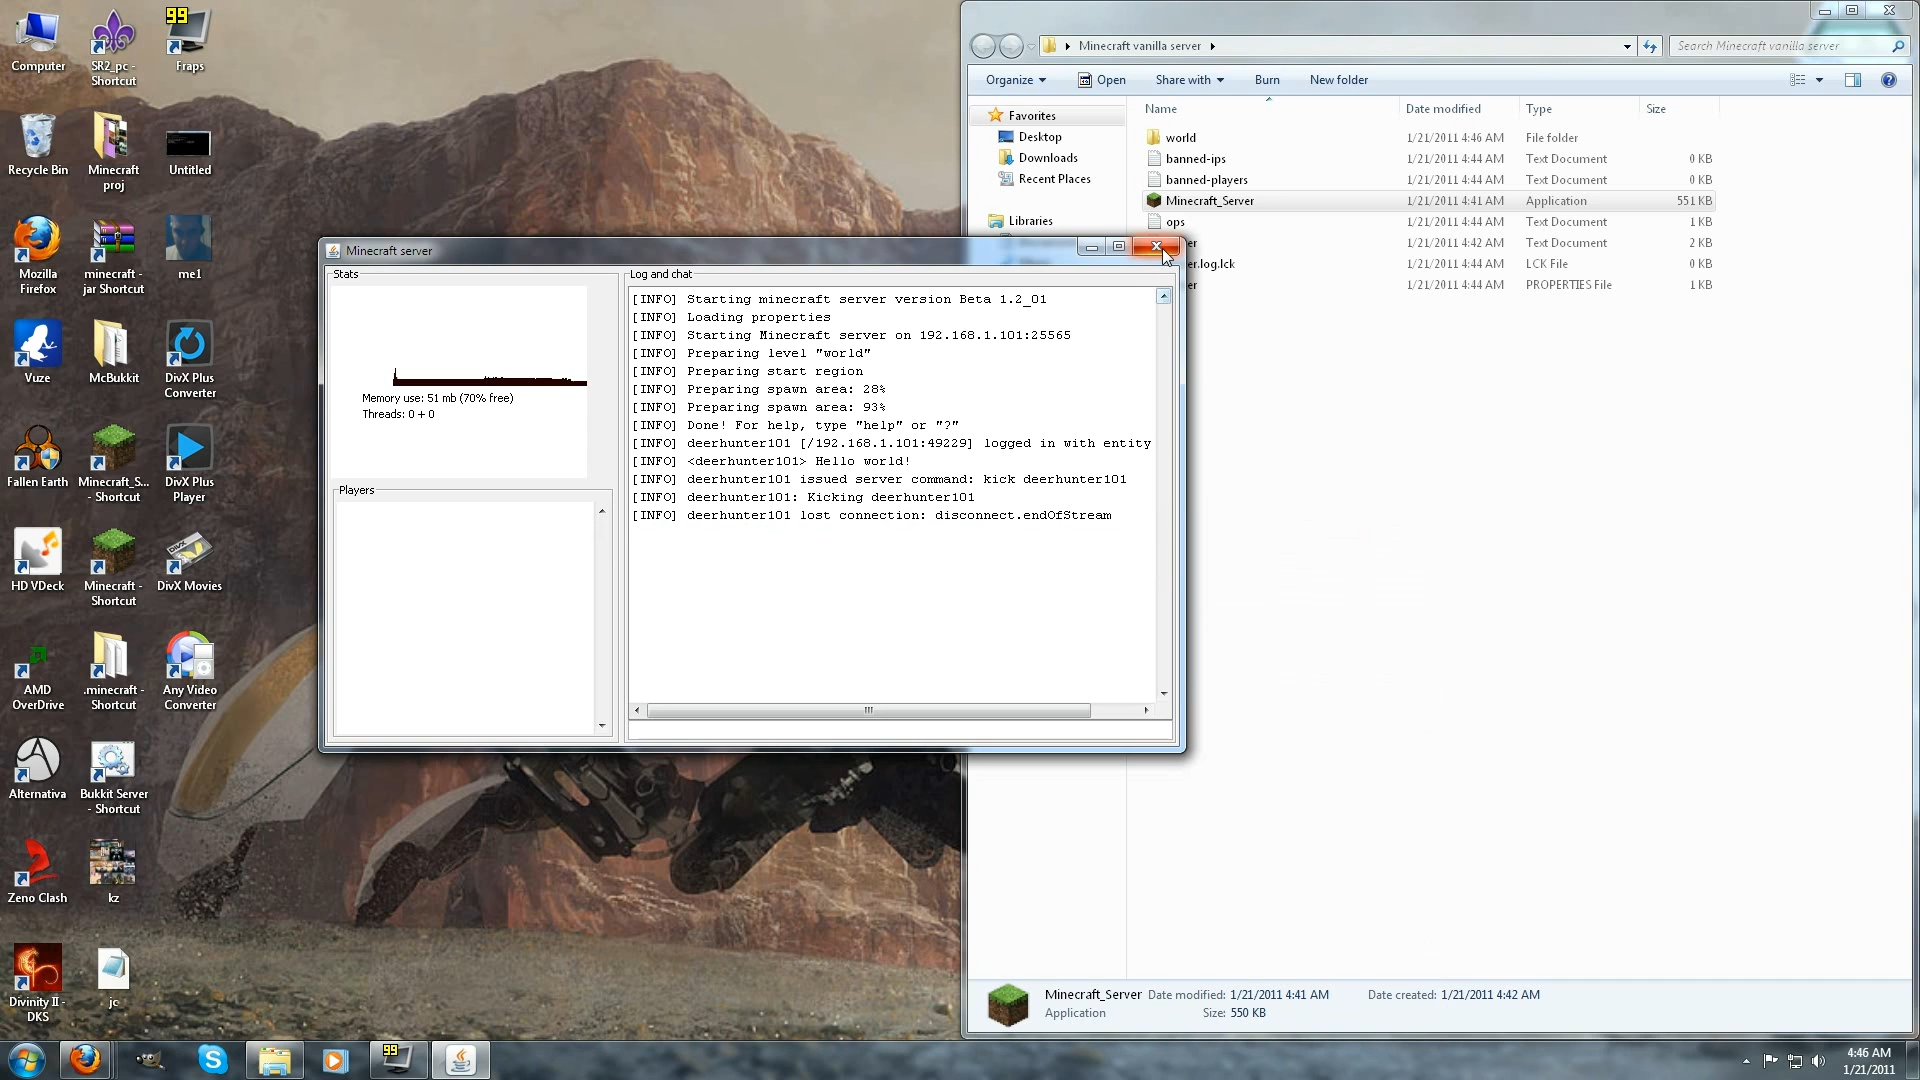 99
Computer
SR2_pc - Shortcut
Fraps
Recycle Bin
Minecraft proj
Untitled
Mozilla Firefox
minecraft - jar Shortcut
me1
Vuze
McBukkit
DivX Plus Converter
Fallen Earth
Minecraft_S... - Shortcut
DivX Plus Player
HD VDeck
Minecraft - Shortcut
DivX Movies
AMD OverDrive
.minecraft - Shortcut
Any Video Converter
Alternativa
Bukkit Server - Shortcut
Zeno Clash
kz
Divinity II - DKS
jc
Minecraft server
Stats
Memory use: 51 mb (70% free)
Threads: 0 + 0
Players
Log and chat
[INFO] Starting minecraft server version Beta 1.2_01
[INFO] Loading properties
[INFO] Starting Minecraft server on 192.168.1.101:25565
[INFO] Preparing level "world"
[INFO] Preparing start region
[INFO] Preparing spawn area: 28%
[INFO] Preparing spawn area: 93%
[INFO] Done! For help, type "help" or "?"
[INFO] deerhunter101 [/192.168.1.101:49229] logged in with entity
[INFO] <deerhunter101> Hello world!
[INFO] deerhunter101 issued server command: kick deerhunter101
[INFO] deerhunter101: Kicking deerhunter101
[INFO] deerhunter101 lost connection: disconnect.endOfStream
Minecraft vanilla server
Search Minecraft vanilla server
Organize Open Share with Burn New folder
Favorites
Desktop
Downloads
Recent Places
Libraries
Name Date modified Type Size
world 1/21/2011 4:46 AM File folder
banned-ips 1/21/2011 4:44 AM Text Document 0 KB
banned-players 1/21/2011 4:44 AM Text Document 0 KB
Minecraft_Server 1/21/2011 4:41 AM Application 551 KB
ops 1/21/2011 4:44 AM Text Document 1 KB
er 1/21/2011 4:42 AM Text Document 2 KB
er.log.lck 1/21/2011 4:44 AM LCK File 0 KB
er 1/21/2011 4:44 AM PROPERTIES File 1 KB
Minecraft_Server Date modified: 1/21/2011 4:41 AM Date created: 1/21/2011 4:42 AM
Application Size: 550 KB
99
4:46 AM
1/21/2011